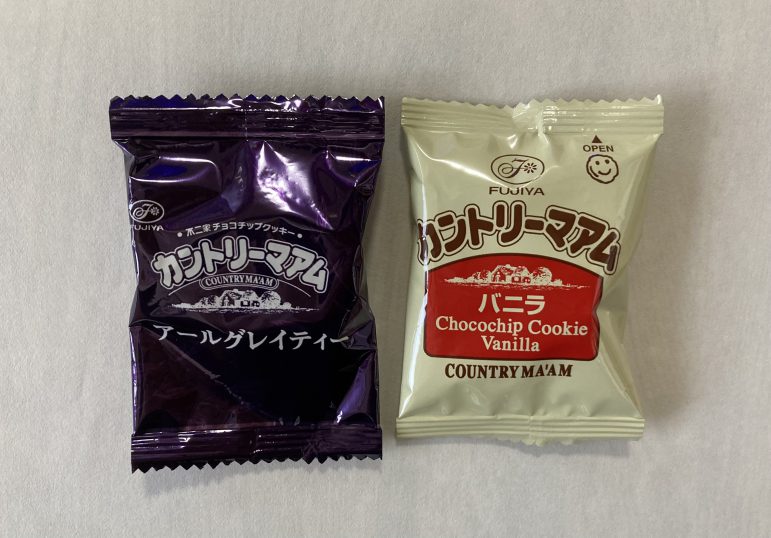 FUJIYA
• 不二家チョコチップクッキー •
カントリーマアム
COUNTRY MA'AM
アールグレイティー
OPEN
FUJIYA
カントリーマアム
バニラ
Chocochip Cookie
Vanilla
COUNTRY MA'AM